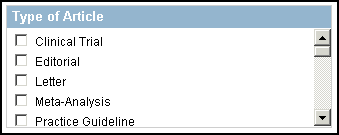 Type of Article
Clinical Trial
Editorial
Letter
Meta-Analysis
Practice Guideline